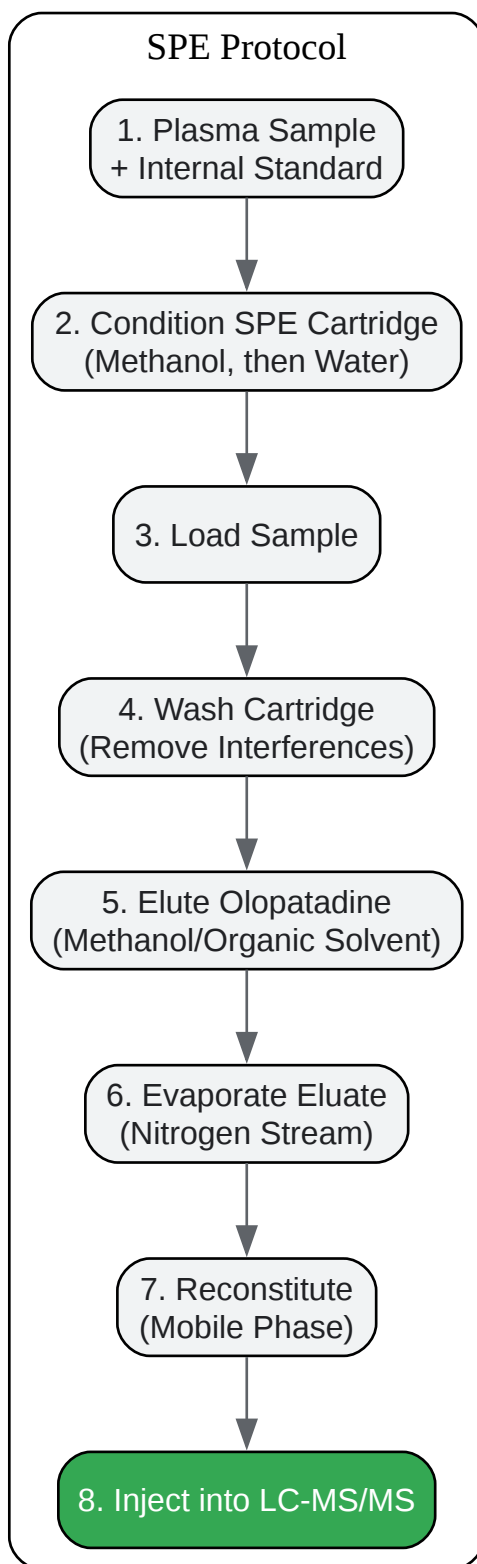 SPE Protocol
1. Plasma Sample
+ Internal Standard
2. Condition SPE Cartridge
(Methanol, then Water)
3. Load Sample
4. Wash Cartridge
(Remove Interferences)
5. Elute Olopatadine
(Methanol/Organic Solvent)
6. Evaporate Eluate
(Nitrogen Stream)
7. Reconstitute
(Mobile Phase)
8. Inject into LC-MS/MS